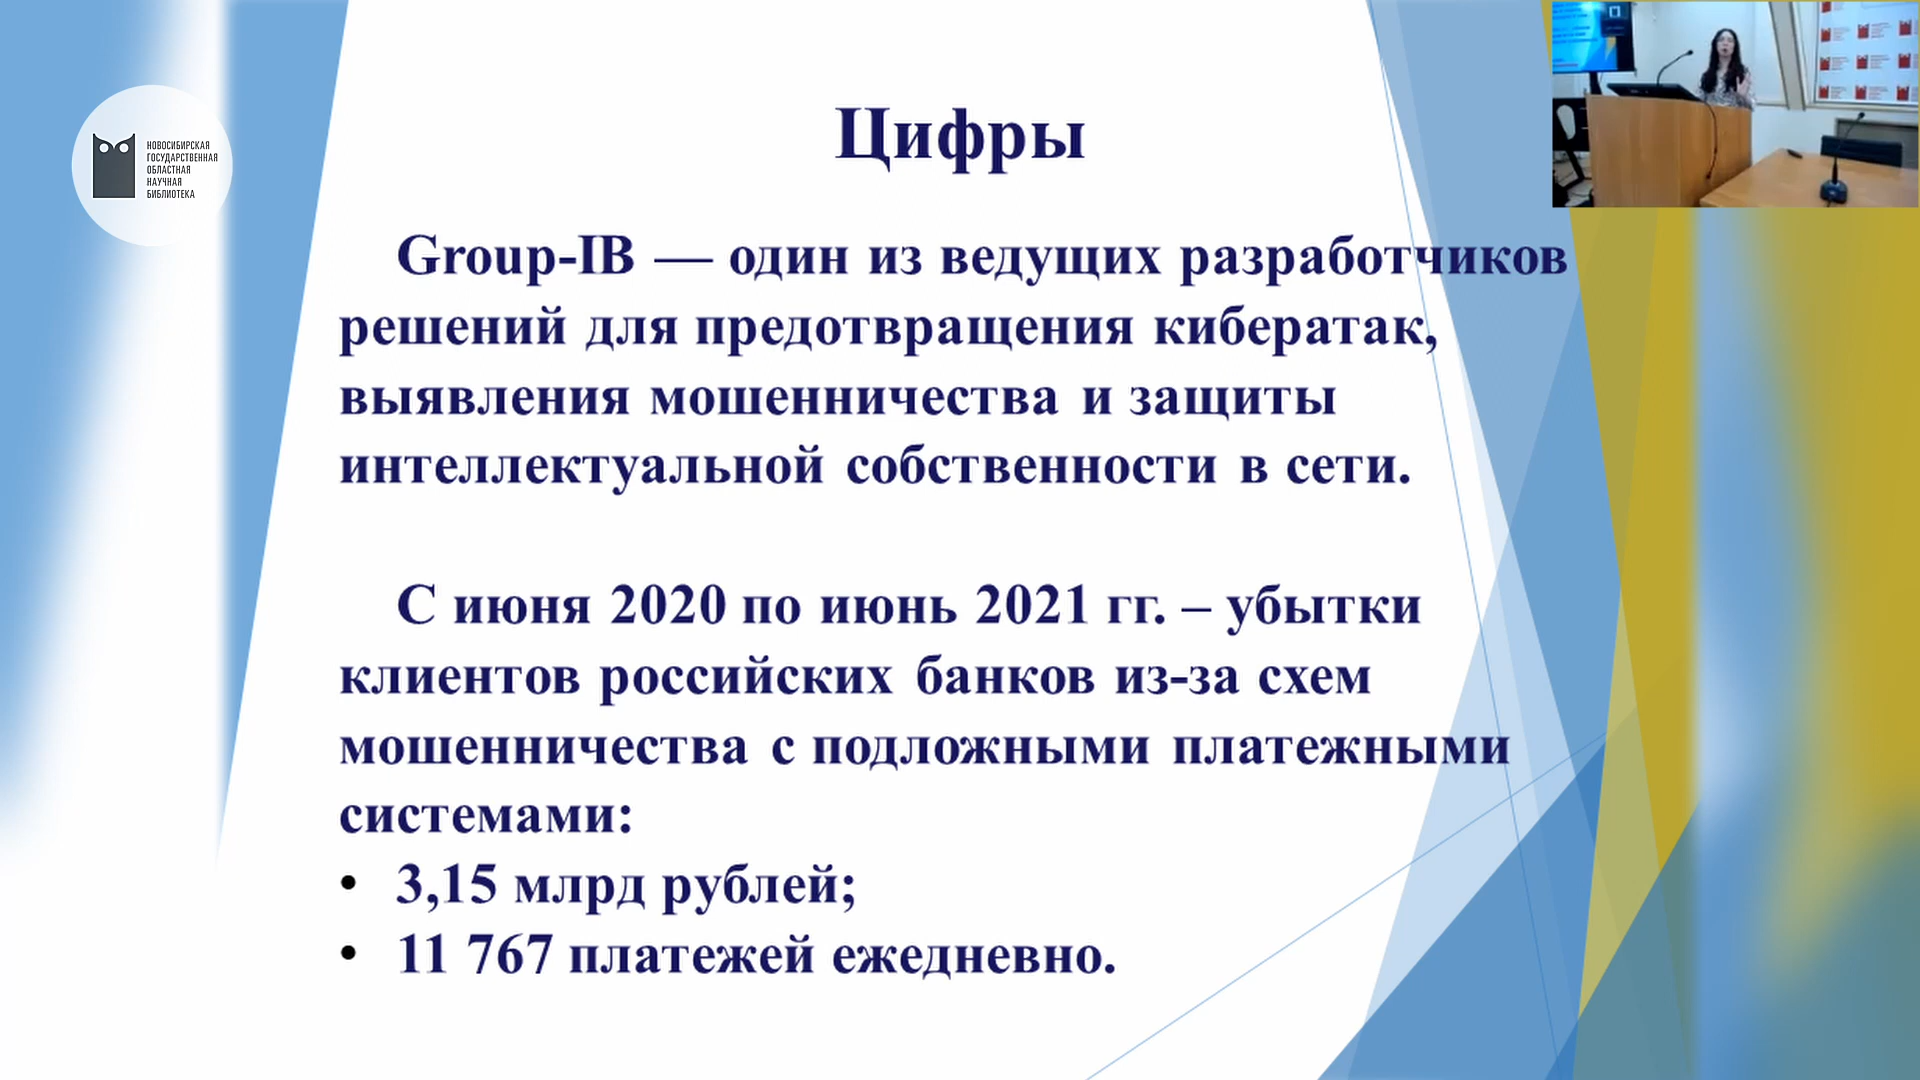 НОВОСИБИРСКАЯ
ГОСУДАРСТВЕННАЯ
ОБЛАСТНАЯ
НАУЧНАЯ
БИБЛИОТЕКА
Цифры
Group-IB — один из ведущих разработчиков
решений для предотвращения кибератак,
выявления мошенничества и защиты
интеллектуальной собственности в сети.
С июня 2020 по июнь 2021 гг. – убытки
клиентов российских банков из-за схем
мошенничества с подложными платежными
системами:
• 3,15 млрд рублей;
• 11 767 платежей ежедневно.